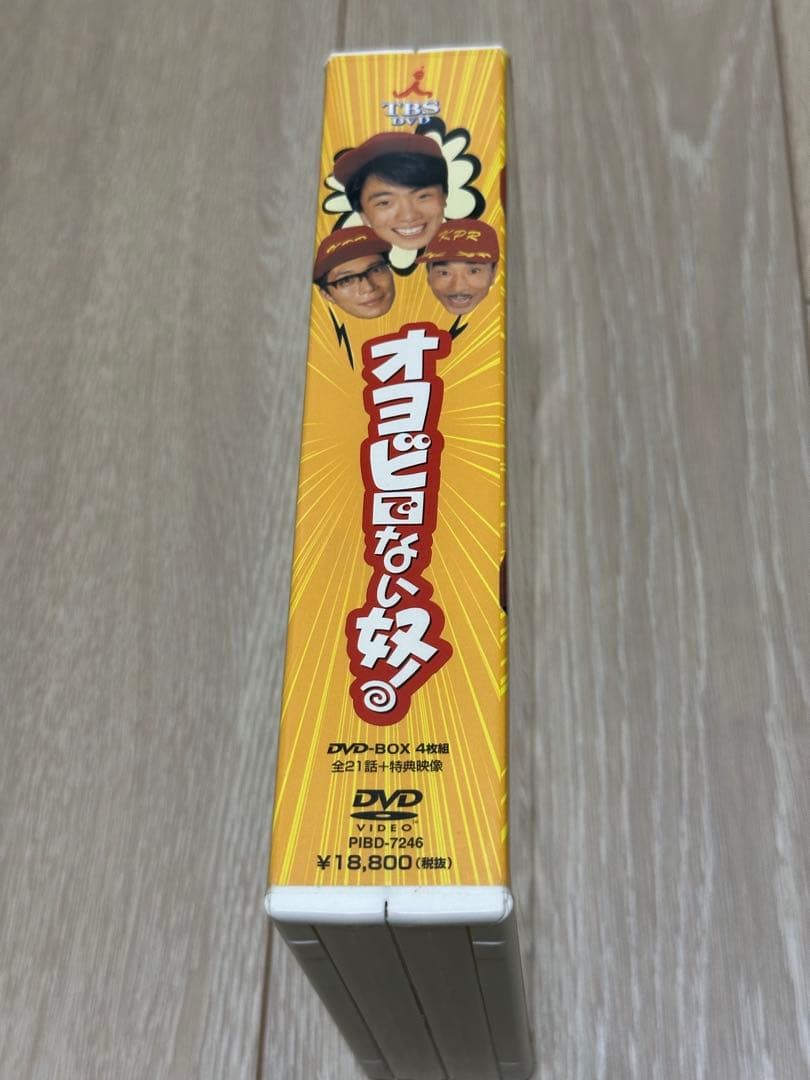 TBS
DVD
KPR
オヨビでない奴!
DVD-BOX 4枚組
全21話+特典映像
DVD
VIDEO
PIBD-7246
¥18,800(税抜)